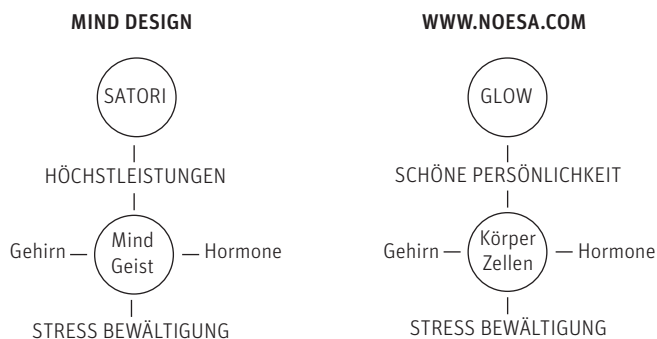 MIND DESIGN
SATORI
HÖCHSTLEISTUNGEN
Gehirn
Mind
Geist
Hormone
STRESS BEWÄLTIGUNG
WWW.NOESA.COM
GLOW
SCHÖNE PERSÖNLICHKEIT
Gehirn
Körper
Zellen
Hormone
STRESS BEWÄLTIGUNG